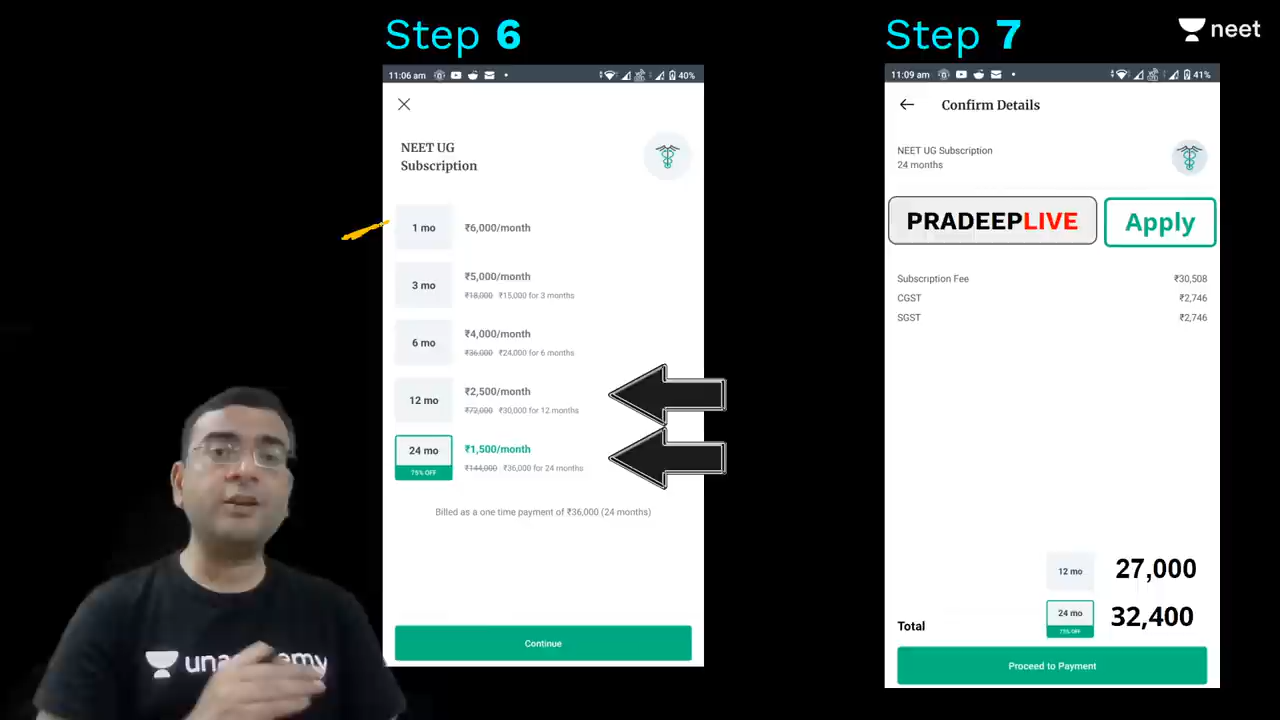 Step 6
11:06 am
40%
NEET UG
Subscription
1 mo
₹6,000/month
3 mo
₹5,000/month
₹18,000 ₹15,000 for 3 months
6 mo
₹4,000/month
₹36,000 ₹24,000 for 6 months
12 mo
₹2,500/month
₹72,000 ₹30,000 for 12 months
24 mo
75% OFF
₹1,500/month
₹144,000 ₹36,000 for 24 months
Billed as a one time payment of ₹36,000 (24 months)
Continue
unacademy
Step 7
neet
11:09 am
41%
Confirm Details
NEET UG Subscription
24 months
PRADEEPLIVE
Apply
Subscription Fee ₹30,508
CGST ₹2,746
SGST ₹2,746
12 mo 27,000
24 mo 32,400
75% OFF
Total
Proceed to Payment